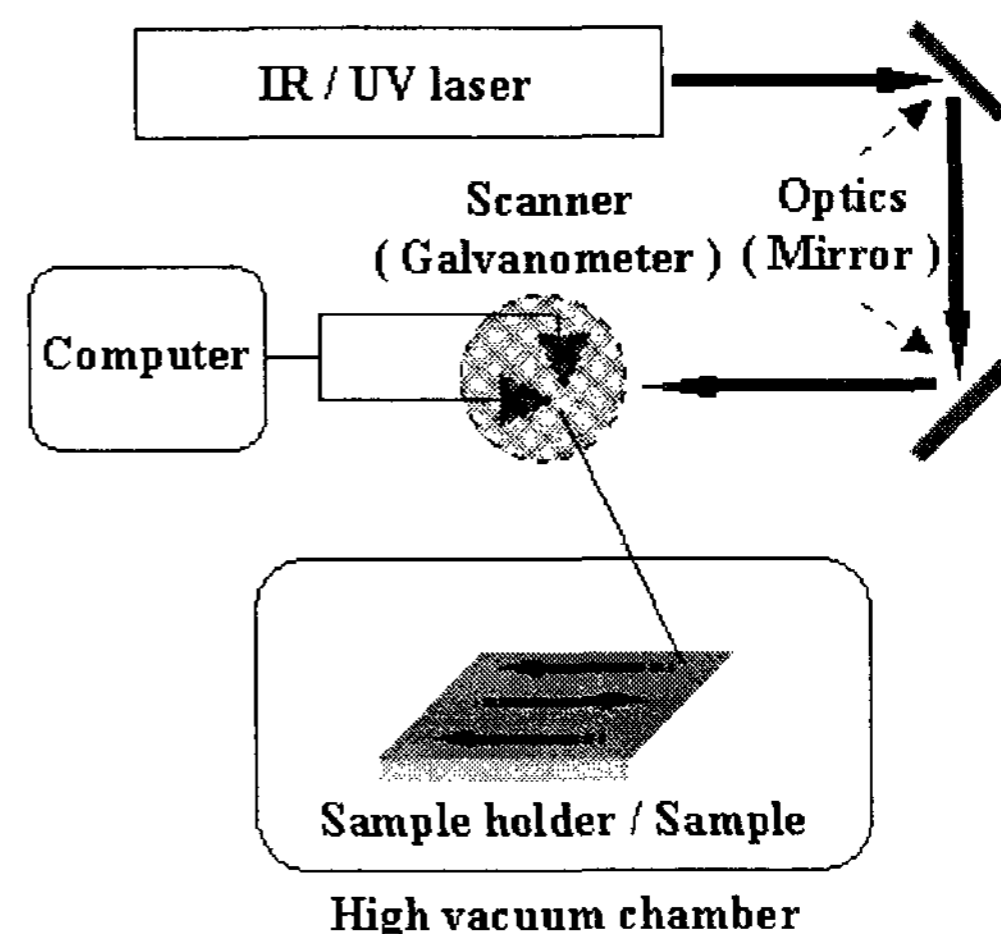 IR / UV laser
Scanner
( Galvanometer )
Optics
( Mirror )
Computer
Sample holder / Sample
High vacuum chamber